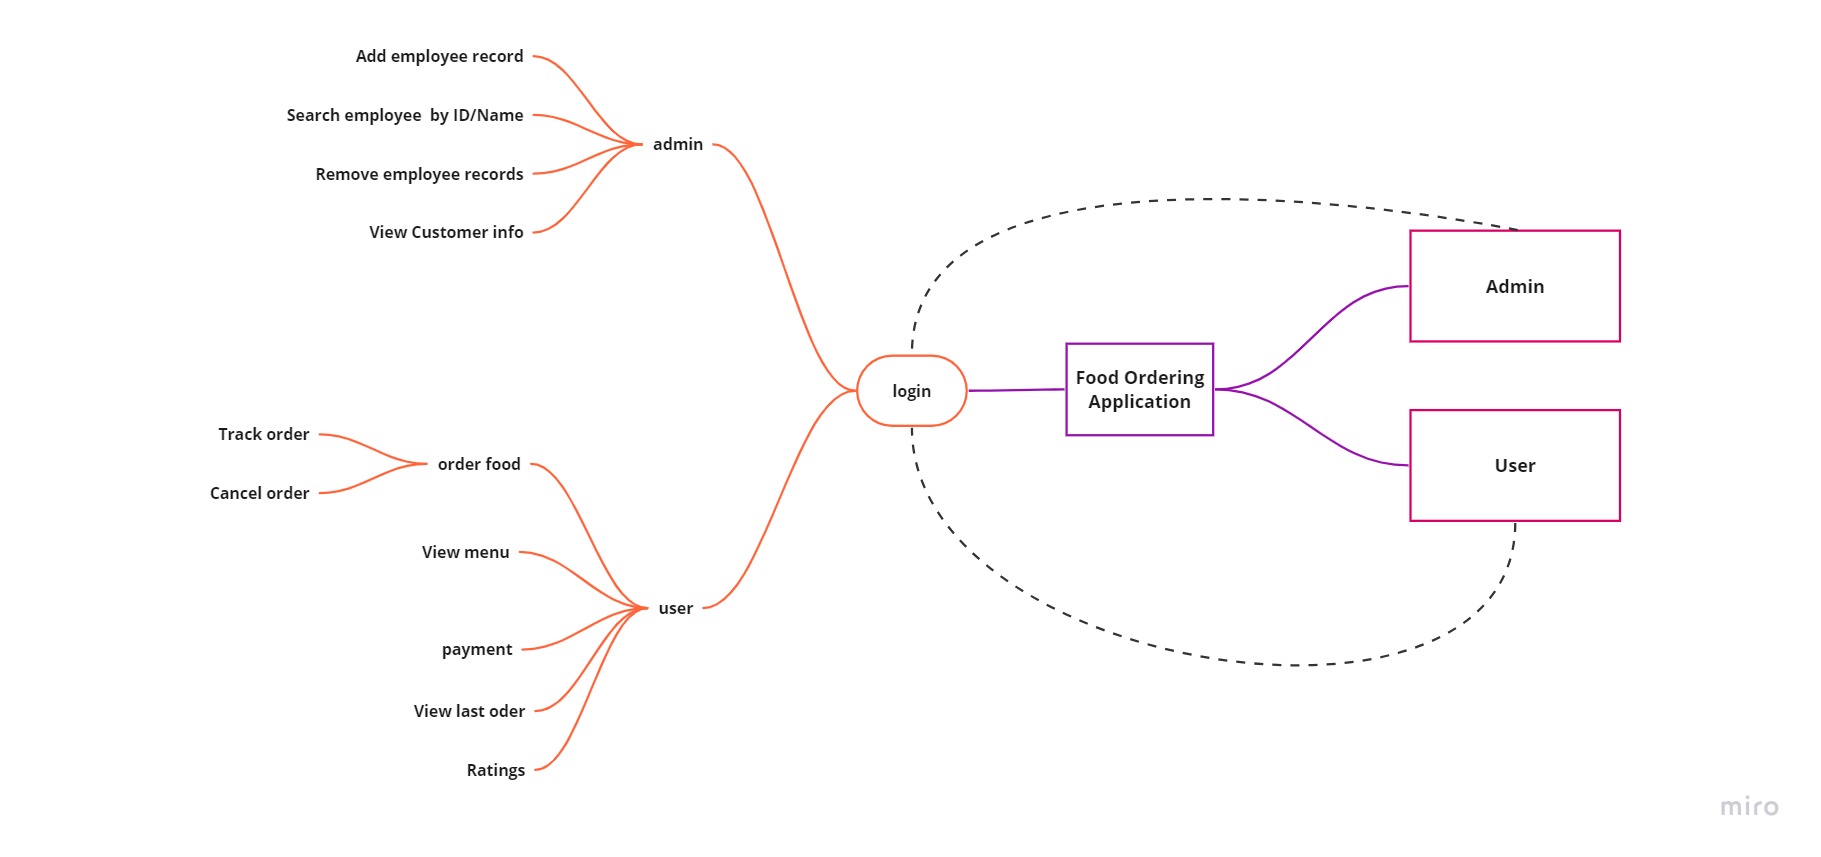 Add employee record
Search employee  by ID/Name
Remove employee records
View Customer info
admin
Track order
Cancel order
order food
View menu
payment
View last oder
Ratings
user
login
Food Ordering
Application
Admin
User
miro